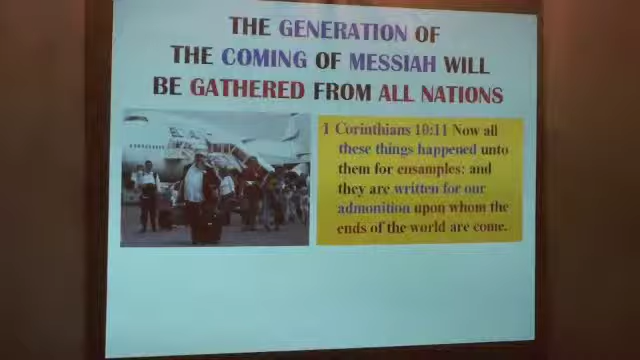 THE GENERATION OF
THE COMING OF MESSIAH WILL
BE GATHERED FROM ALL NATIONS
1 Corinthians 10:11 Now all
these things happened unto
them for ensamples: and
they are written for our
admonition upon whom the
ends of the world are come.